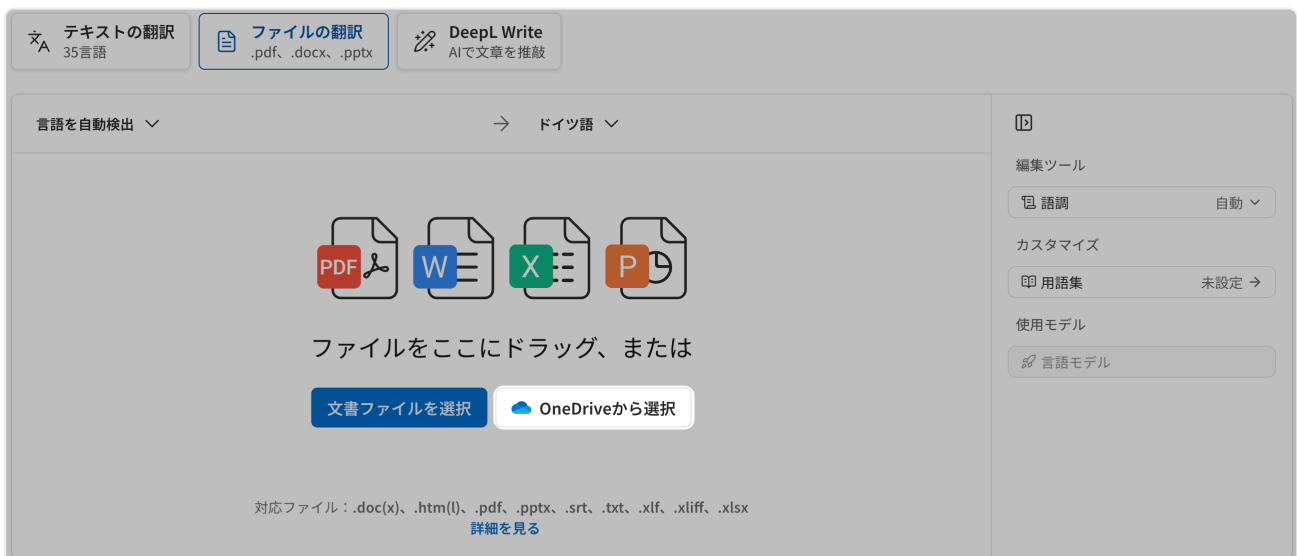 テキストの翻訳
35言語
ファイルの翻訳
.pdf、.docx、.pptx
DeepL Write
AIで文章を推敲
言語を自動検出
ドイツ語
PDF
W
X
P
ファイルをここにドラッグ、または
文書ファイルを選択
OneDriveから選択
対応ファイル：.doc(x)、.htm(l)、.pdf、.pptx、.srt、.txt、.xlf、.xliff、.xlsx
詳細を見る
編集ツール
語調 自動
カスタマイズ
用語集 未設定
使用モデル
言語モデル